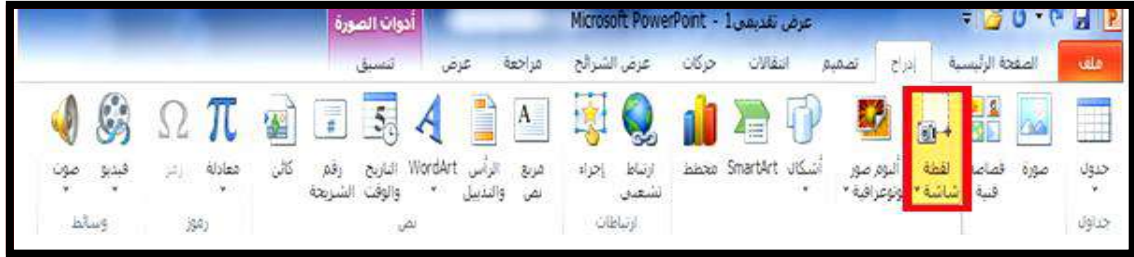 عرض تقديمي1 - Microsoft PowerPoint
أدوات الصورة
ملف الصفحة الرئيسية إدراج تصميم انتقالات حركات عرض الشرائح مراجعة عرض تنسيق
جدول صورة قصاصة فنية لقطة شاشة ألبوم صور فوتوغرافية أشكال SmartArt مخطط ارتباط تشعبي إجراء مربع نص الرأس والتذييل WordArt التاريخ والوقت رقم الشريحة كائن معادلة رمز فيديو صوت
جداول ارتباطات نص رموز وسائط